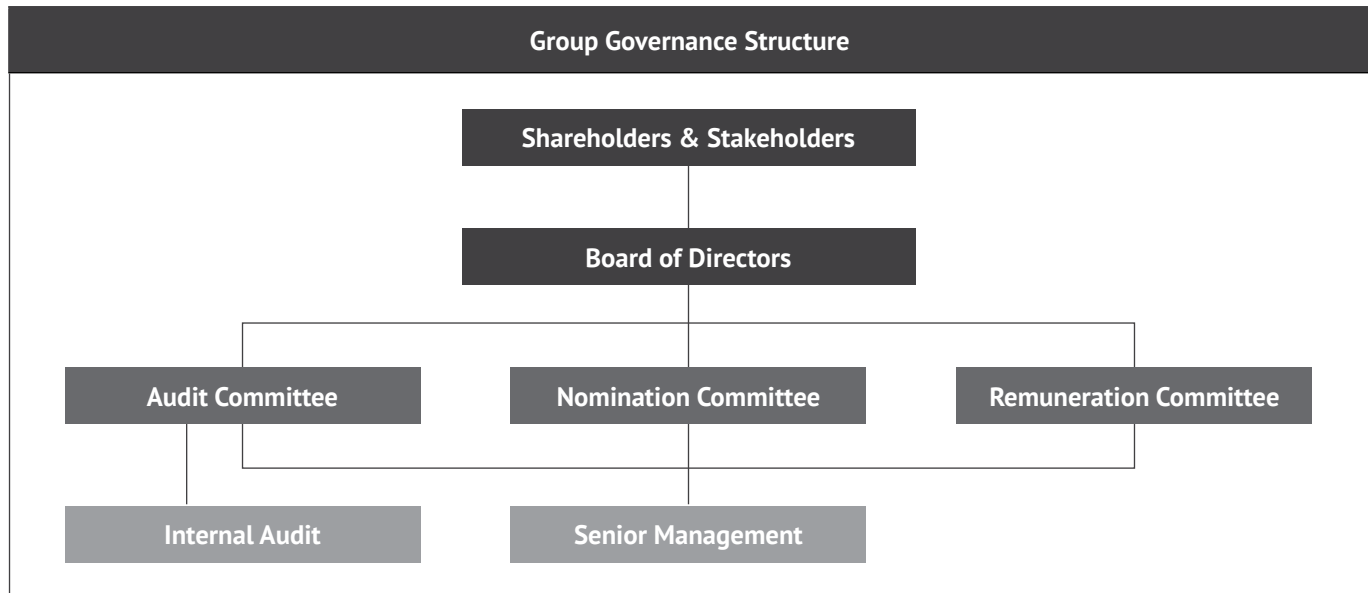 Group Governance Structure
Shareholders & Stakeholders
Board of Directors
Audit Committee
Nomination Committee
Remuneration Committee
Internal Audit
Senior Management